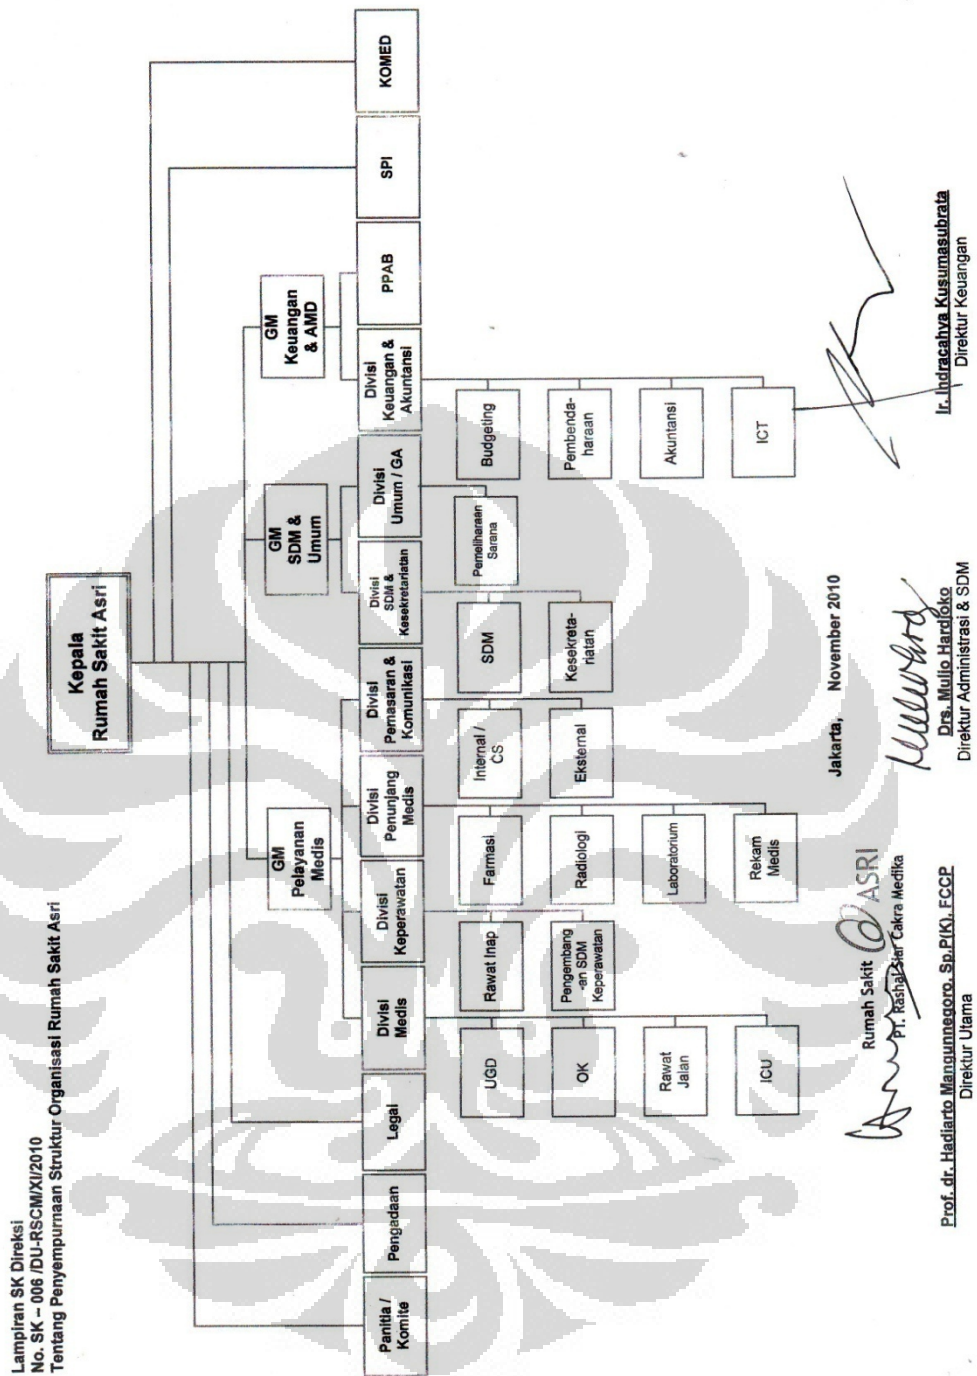 Lampiran SK Direksi
No. SK – 006 /DU-RSCM/XI/2010
Tentang Penyempurnaan Struktur Organisasi Rumah Sakit Asri
Kepala
Rumah Sakit Asri
GM
Pelayanan
Medis
GM
SDM &
Umum
GM
Keuangan
& AMD
Panitia /
Komite
Pengadaan
Legal
Divisi
Medis
Divisi
Keperawatan
Divisi
Penunjang
Medis
Divisi
Pemasaran &
Komunikasi
Divisi
SDM &
Kesekretariatan
Divisi
Umum / GA
Divisi
Keuangan &
Akuntansi
PPAB
SPI
KOMED
UGD
OK
Rawat
Jalan
ICU
Rawat Inap
Pengembang
-an SDM
Keperawatan
Farmasi
Radiologi
Laboratorium
Rekam
Medis
Internal /
CS
Eksternal
SDM
Kesekreta-
riatan
Pemeliharaan
Sarana
Budgeting
Pembenda-
haraan
Akuntansi
ICT
Jakarta, November 2010
Rumah Sakit ASRI
PT. Rashal Siar Cakra Medika
Prof. dr. Hadiarto Mangunnegoro, Sp.P(K), FCCP
Direktur Utama
Drs. Muljo Hardjoko
Direktur Administrasi & SDM
Ir. Indracahya Kusumasubrata
Direktur Keuangan